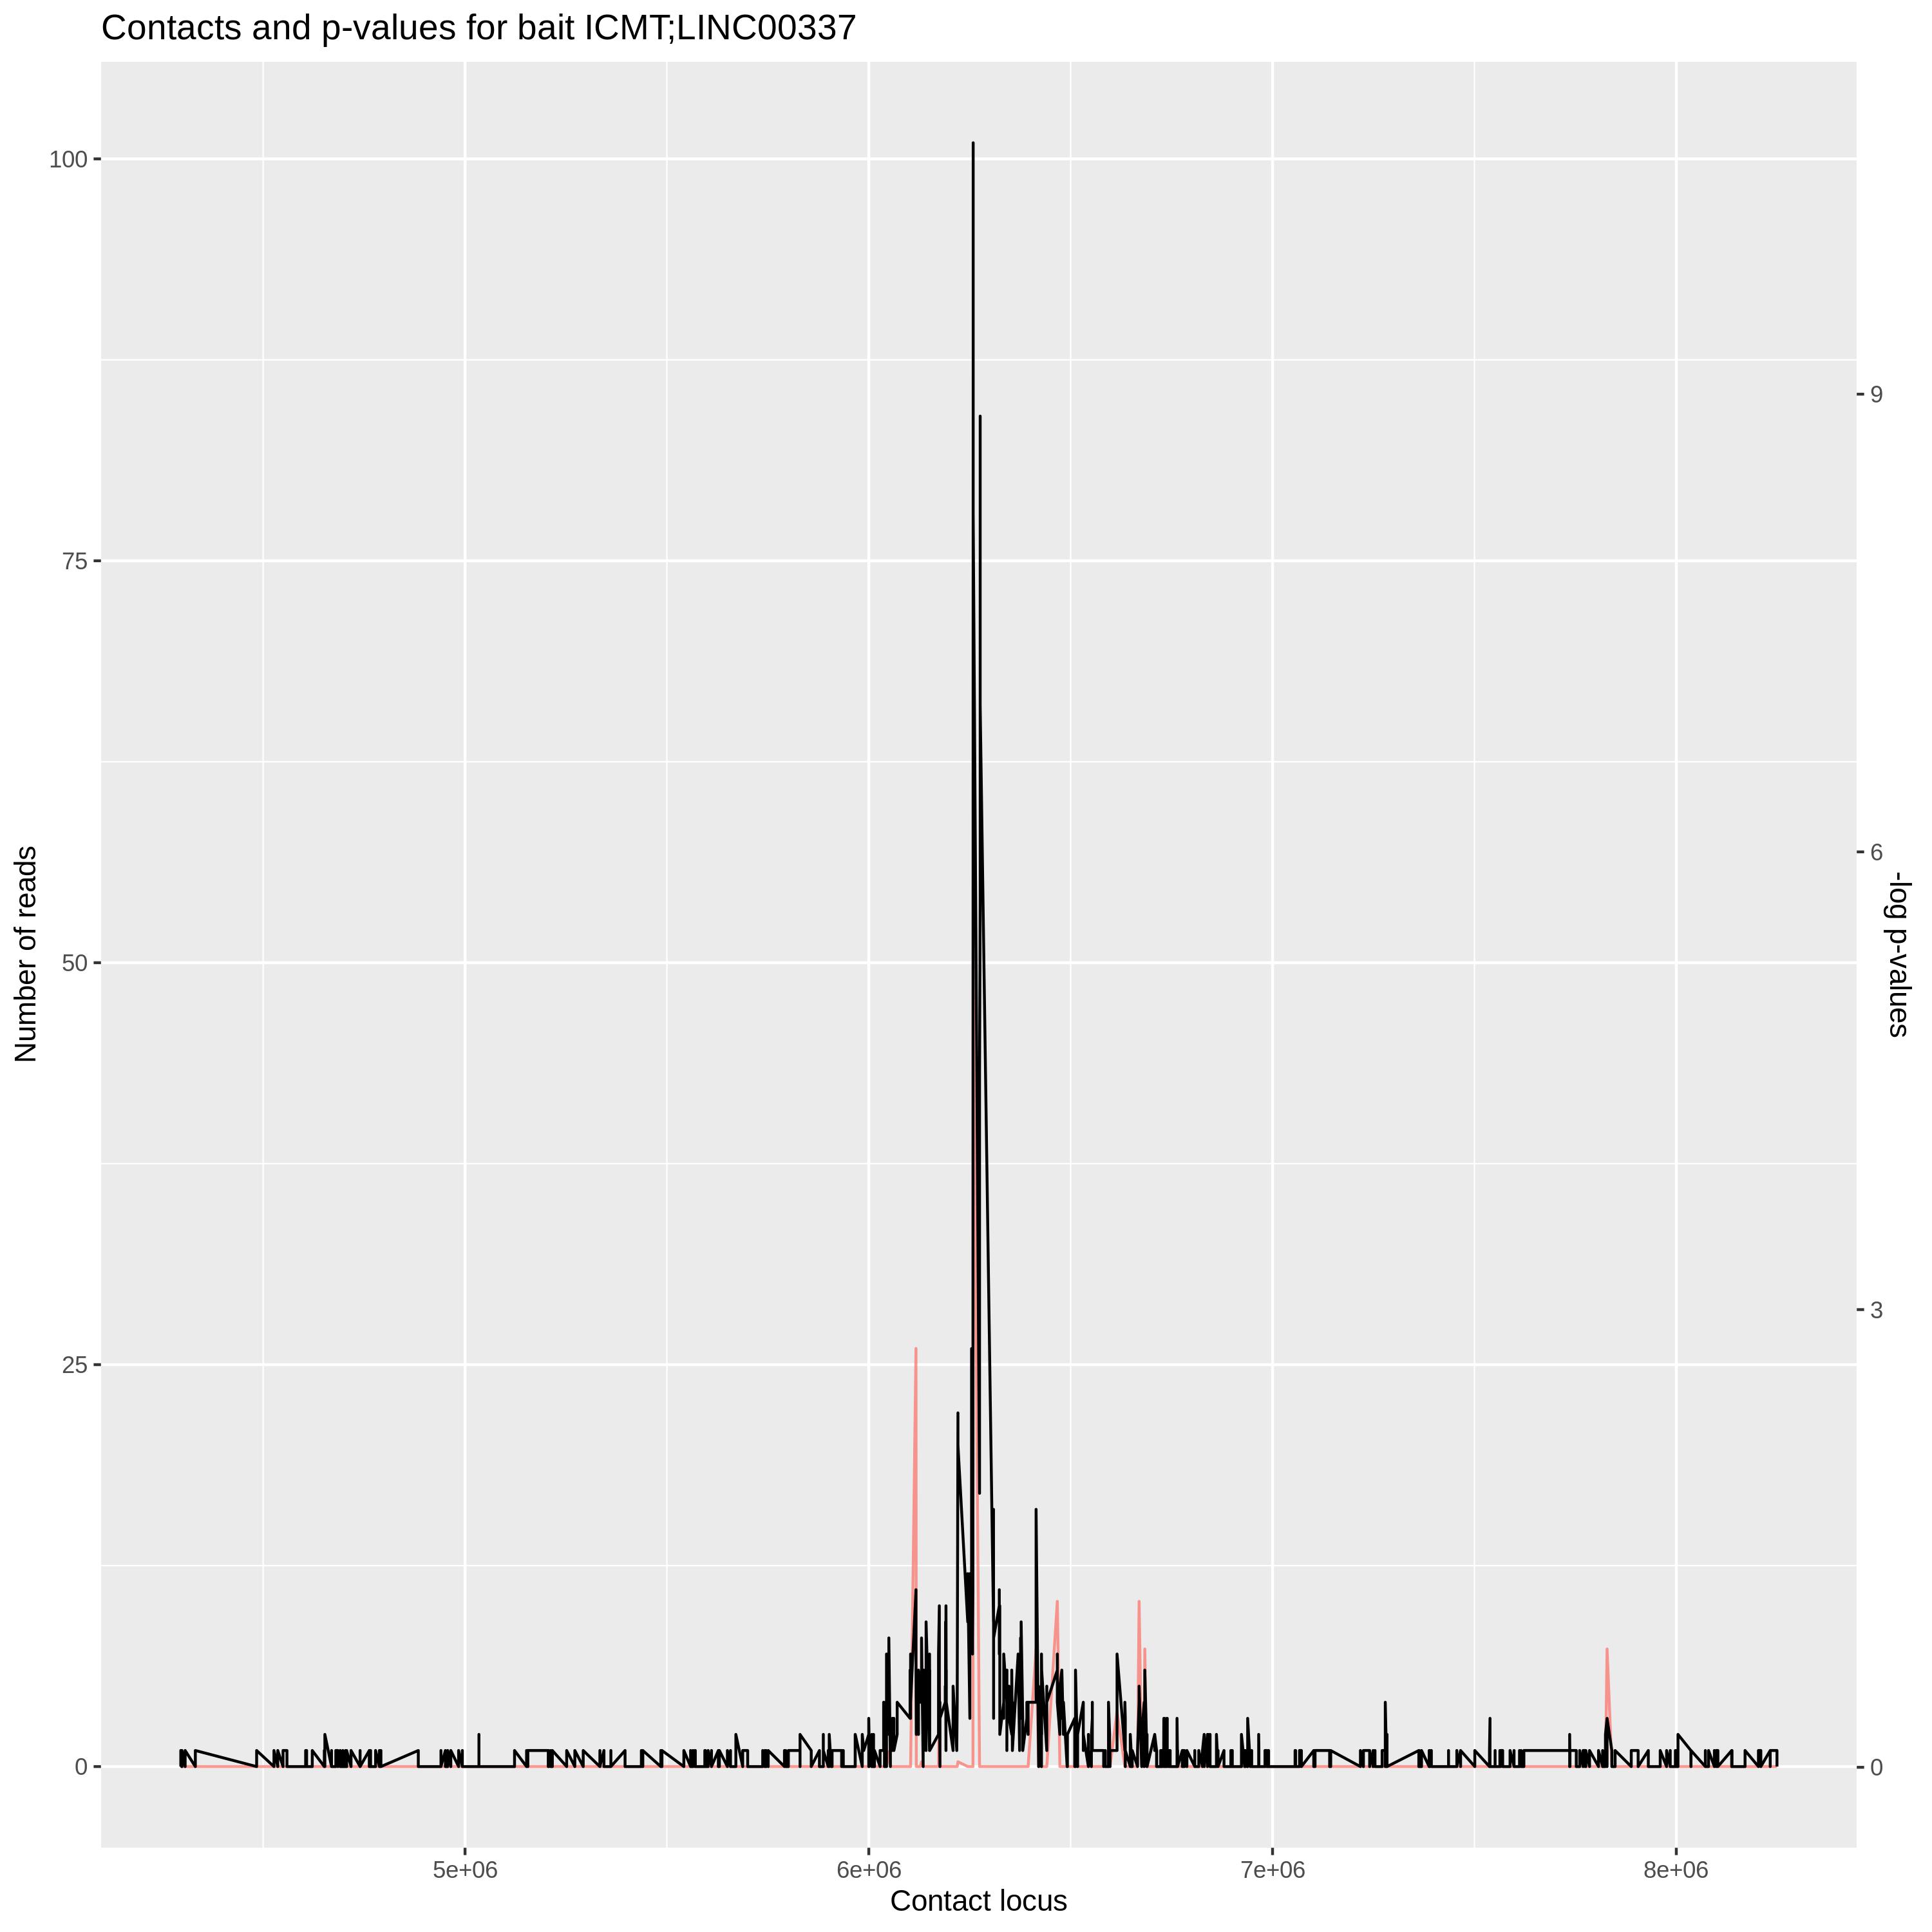 Contacts and p-values for bait ICMT;LINC00337
100
75
50
25
0
Number of reads
9
6
3
0
-log p-values
5e+06
6e+06
7e+06
8e+06
Contact locus